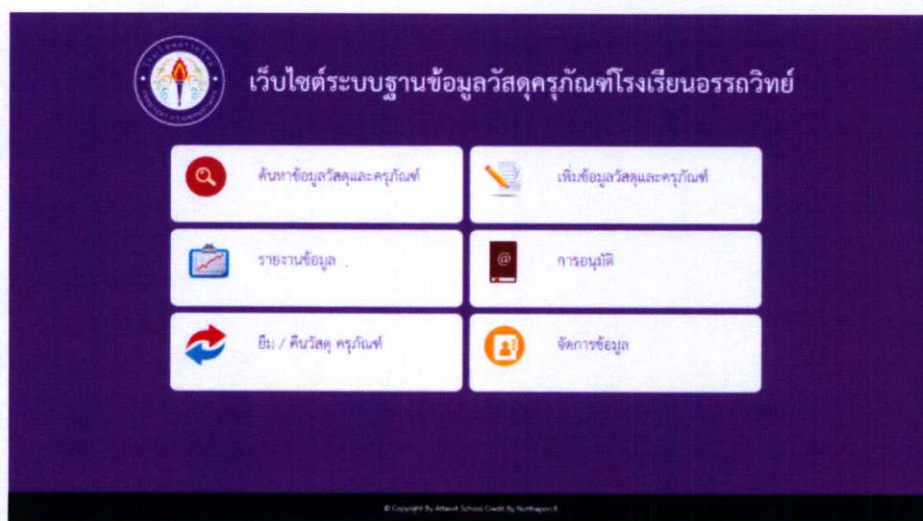 เว็บไซต์ระบบฐานข้อมูลวัสดุครุภัณฑ์โรงเรียนอรรถวิทย์
ค้นหาข้อมูลวัสดุและครุภัณฑ์
เพิ่มข้อมูลวัสดุและครุภัณฑ์
รายงานข้อมูล
@
การอนุมัติ
ยืม / คืนวัสดุ ครุภัณฑ์
จัดการข้อมูล
© Copyright By Attawit School Credit By